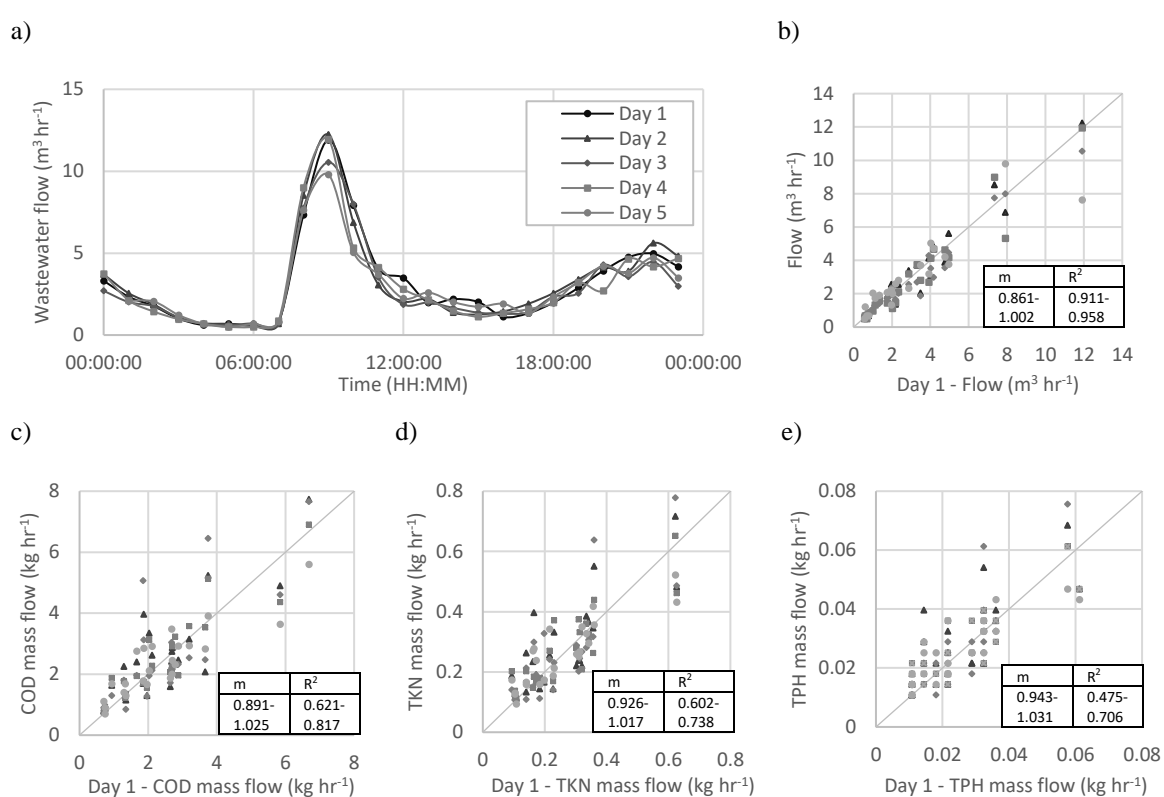 a)
15
10
5
0
Wastewater flow (m³ hr⁻¹)
00:00:00 06:00:00 12:00:00 18:00:00 00:00:00
Time (HH:MM)
Day 1
Day 2
Day 3
Day 4
Day 5
b)
14
12
10
8
6
4
2
0
Flow (m³ hr⁻¹)
m R²
0.861- 0.911-
1.002 0.958
0 2 4 6 8 10 12 14
Day 1 - Flow (m³ hr⁻¹)
c)
8
6
4
2
0
COD mass flow (kg hr⁻¹)
m R²
0.891- 0.621-
1.025 0.817
0 2 4 6 8
Day 1 - COD mass flow (kg hr⁻¹)
d)
0.8
0.6
0.4
0.2
0
TKN mass flow (kg hr⁻¹)
m R²
0.926- 0.602-
1.017 0.738
0 0.2 0.4 0.6 0.8
Day 1 - TKN mass flow (kg hr⁻¹)
e)
0.08
0.06
0.04
0.02
0
TPH mass flow (kg hr⁻¹)
m R²
0.943- 0.475-
1.031 0.706
0 0.02 0.04 0.06 0.08
Day 1 - TPH mass flow (kg hr⁻¹)